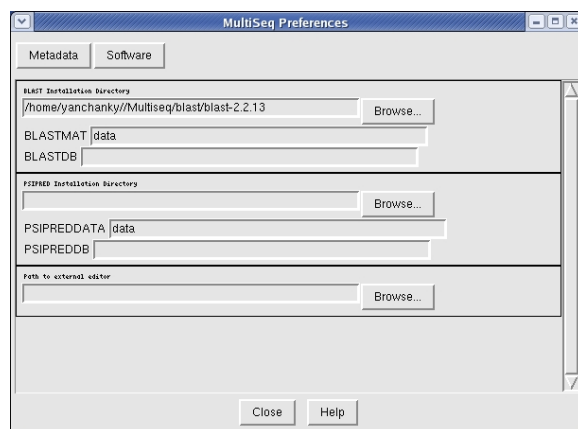 MultiSeq Preferences
Metadata Software
BLAST Installation Directory
/home/yanchanky//Multiseq/blast/blast-2.2.13 Browse...
BLASTMAT data
BLASTDB
PSIPRED Installation Directory
Browse...
PSIPREDDATA data
PSIPREDDB
Path to external editor
Browse...
Close Help